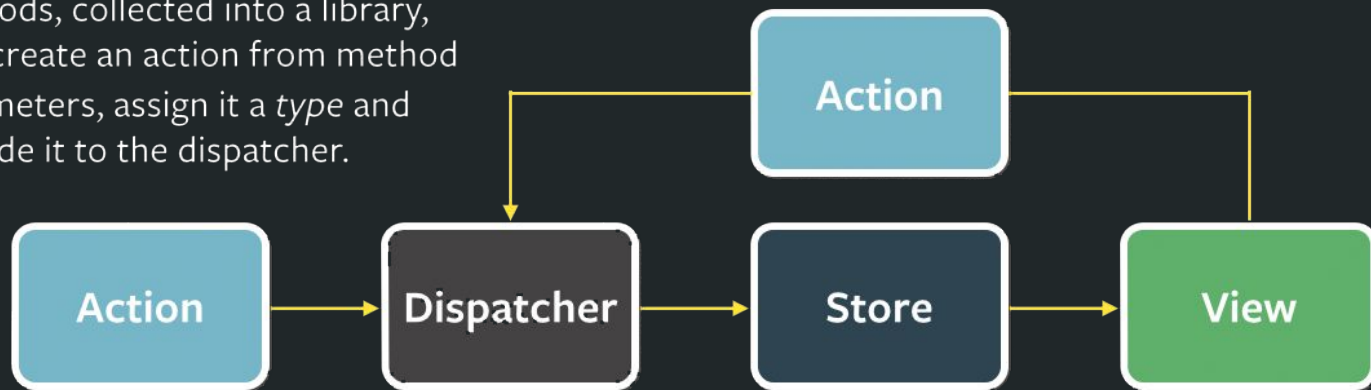 ods, collected into a library,
create an action from method
meters, assign it a type and
de it to the dispatcher.
Action
Action
Dispatcher
Store
View